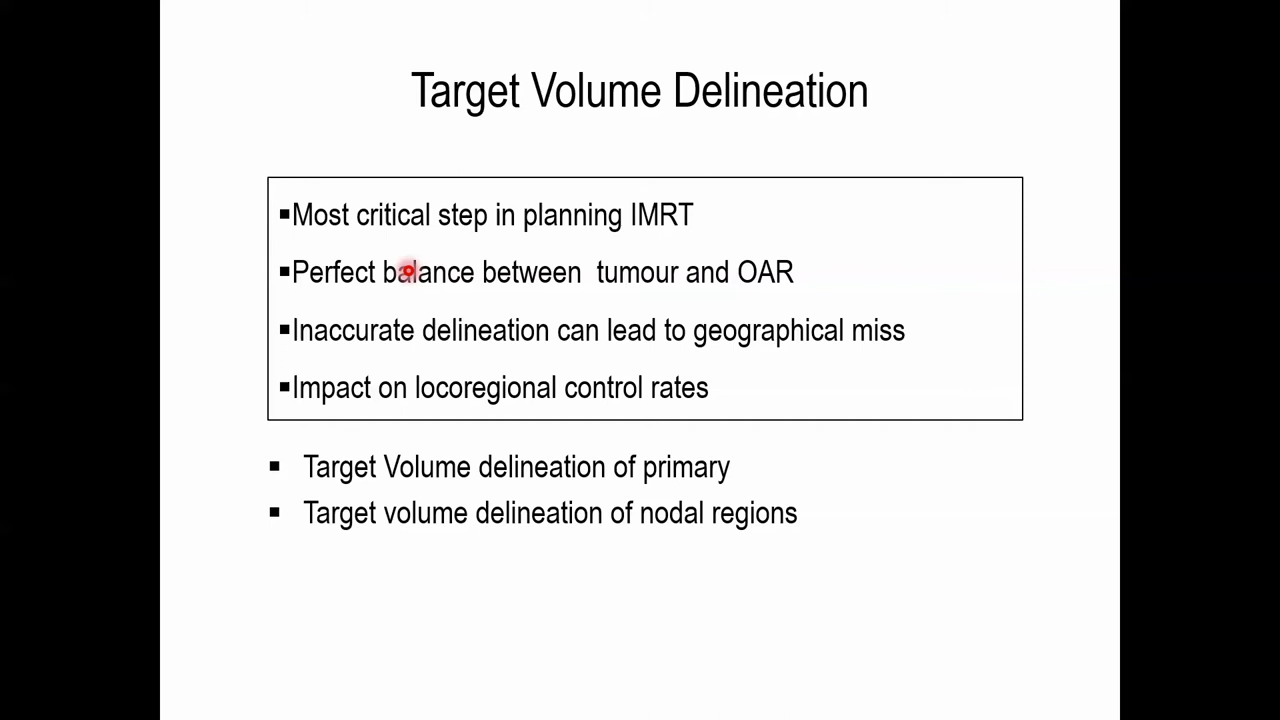 Target Volume Delineation
▪Most critical step in planning IMRT
▪Perfect balance between tumour and OAR
▪Inaccurate delineation can lead to geographical miss
▪Impact on locoregional control rates
▪ Target Volume delineation of primary
▪ Target volume delineation of nodal regions